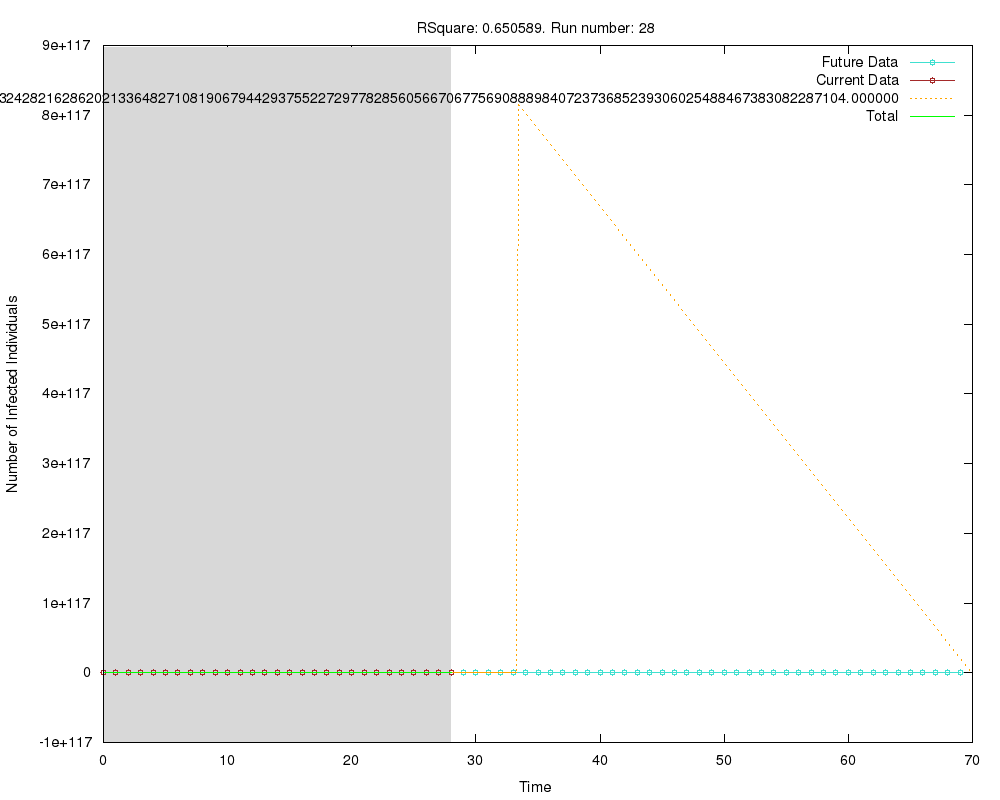 RSquare: 0.650589. Run number: 28
9e+117
8e+117
7e+117
6e+117
5e+117
4e+117
3e+117
2e+117
1e+117
0
-1e+117
Number of Infected Individuals
Future Data
Current Data
3242821628620213364827108190679442937552272977828560566706775690888984072373685239306025488467383082287104.000000
Total
0 10 20 30 40 50 60 70
Time